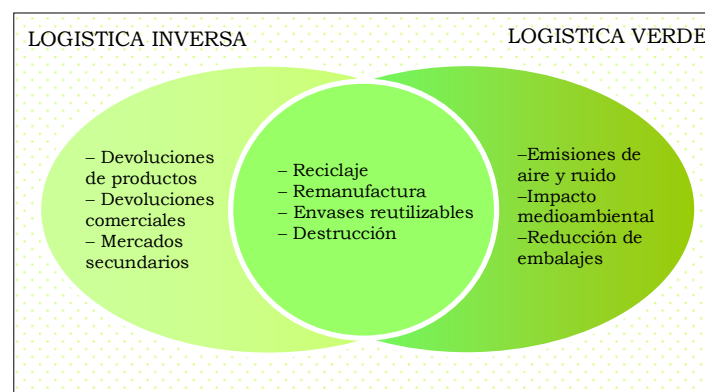 LOGISTICA INVERSA
LOGISTICA VERDE
– Devoluciones
de productos
– Devoluciones
comerciales
– Mercados
secundarios
– Reciclaje
– Remanufactura
– Envases reutilizables
– Destrucción
–Emisiones de
aire y ruido
–Impacto
medioambiental
–Reducción de
embalajes